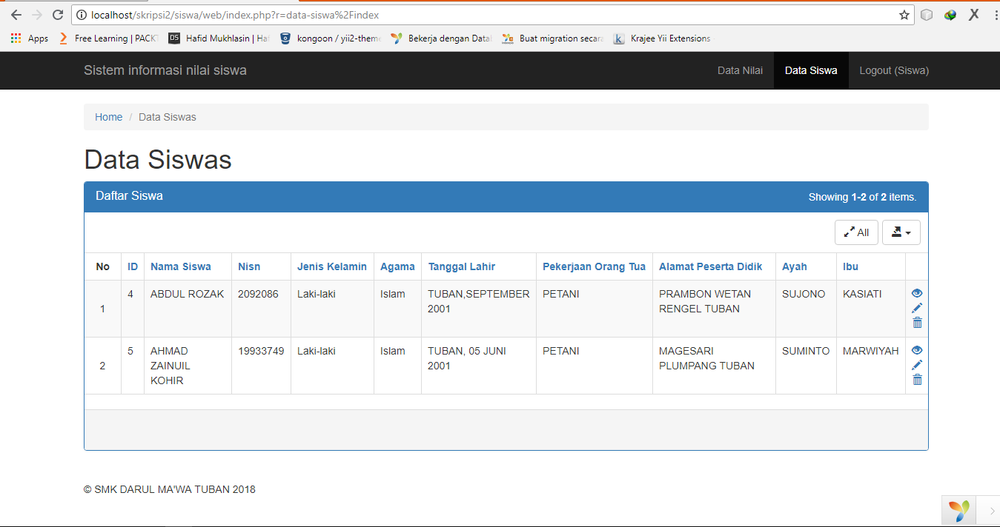 localhost/skripsi2/siswa/web/index.php?r=data-siswa%2Findex
Apps Free Learning | PACKT Hafid Mukhlasin | Haf kongoon / yii2-theme Bekerja dengan Datal Buat migration secara Krajee Yii Extensions
Sistem informasi nilai siswa Data Nilai Data Siswa Logout (Siswa)
Home / Data Siswas
Data Siswas
Daftar Siswa Showing 1-2 of 2 items.
All
No ID Nama Siswa Nisn Jenis Kelamin Agama Tanggal Lahir Pekerjaan Orang Tua Alamat Peserta Didik Ayah Ibu
4 ABDUL ROZAK 2092086 Laki-laki Islam TUBAN,SEPTEMBER PETANI PRAMBON WETAN SUJONO KASIATI
1 2001 RENGEL TUBAN
5 AHMAD 19933749 Laki-laki Islam TUBAN, 05 JUNI PETANI MAGESARI SUMINTO MARWIYAH
2 ZAINUIL 2001 PLUMPANG TUBAN
KOHIR
© SMK DARUL MA'WA TUBAN 2018